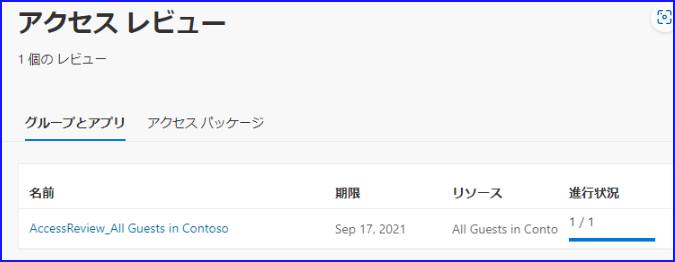 アクセス レビュー
1 個の レビュー
グループとアプリ アクセス パッケージ
名前 期限 リソース 進行状況
AccessReview_All Guests in Contoso Sep 17, 2021 All Guests in Conto 1 / 1